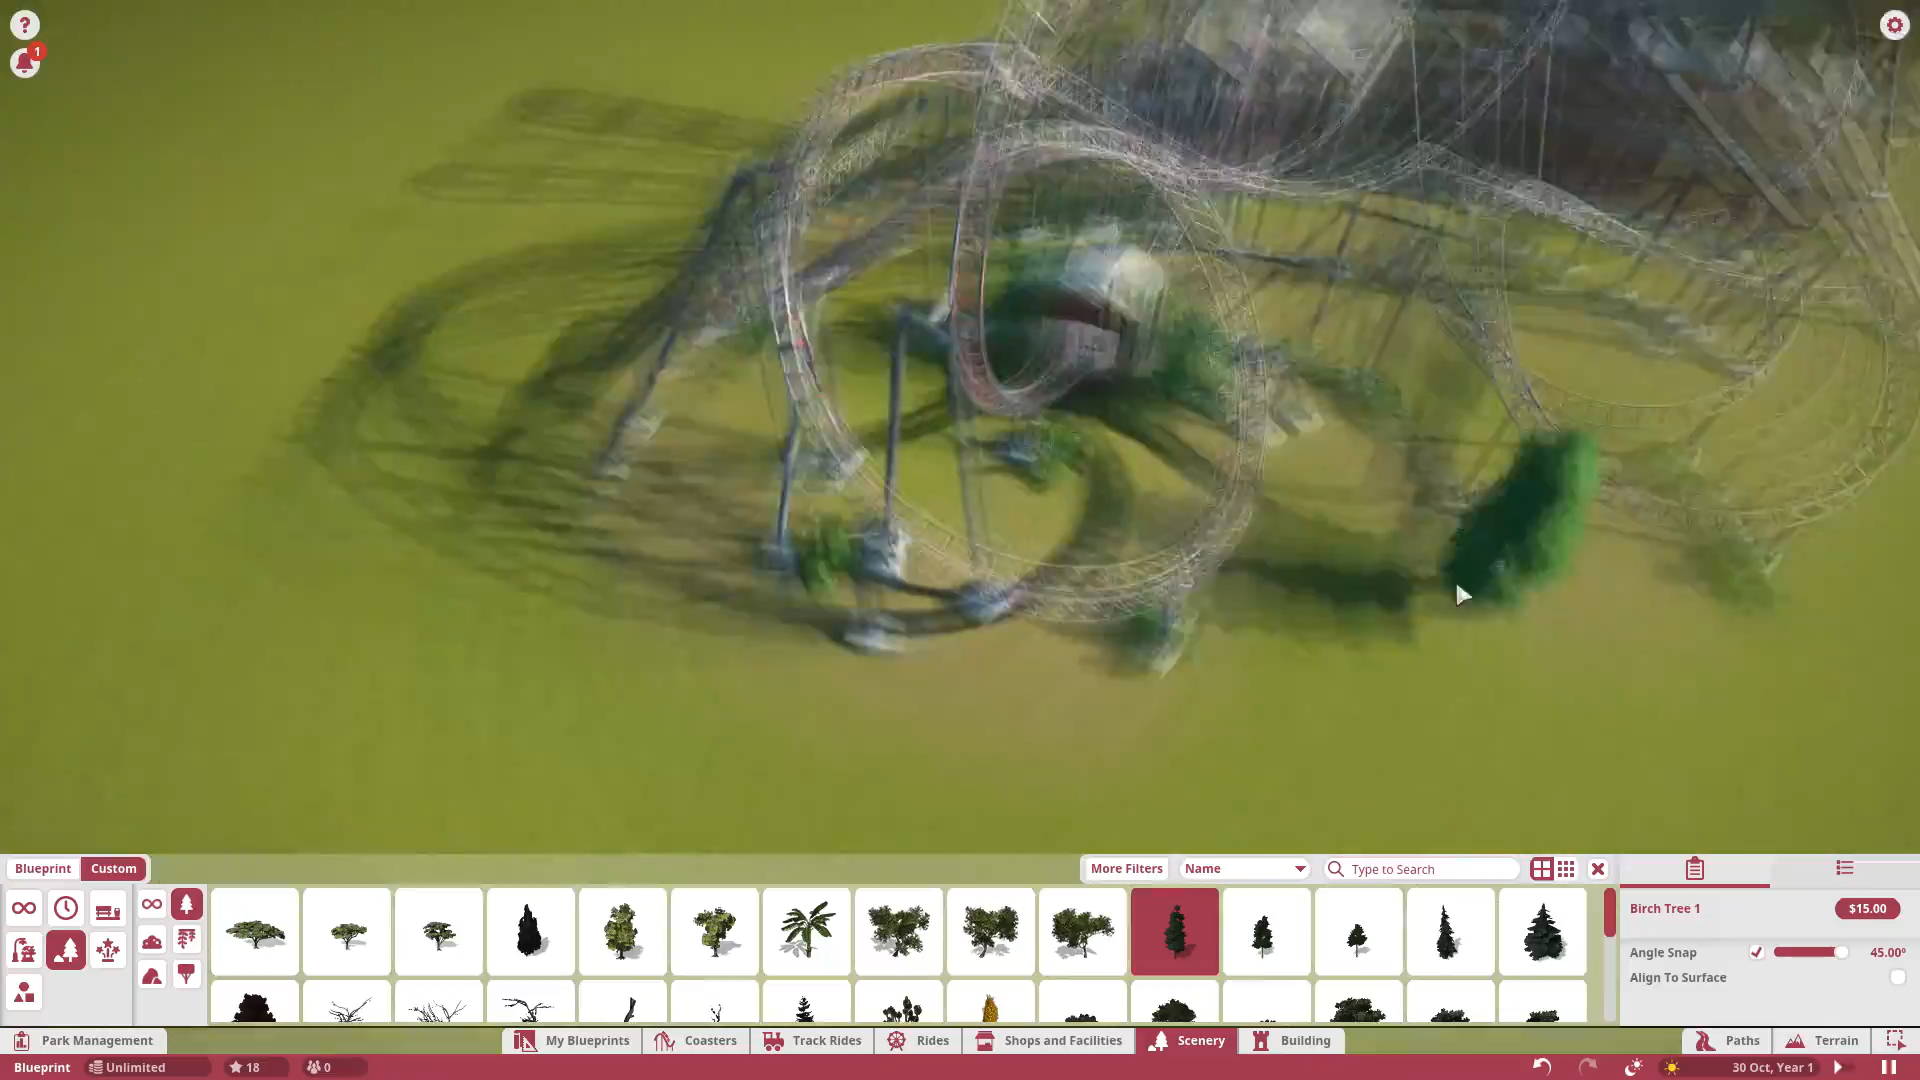 ?
1
Blueprint Custom
More Filters Name Type to Search
Birch Tree 1 $15.00
Angle Snap 45.00°
Align To Surface
Park Management My Blueprints Coasters Track Rides Rides Shops and Facilities Scenery Building Paths Terrain
Blueprint Unlimited 18 0 30 Oct, Year 1